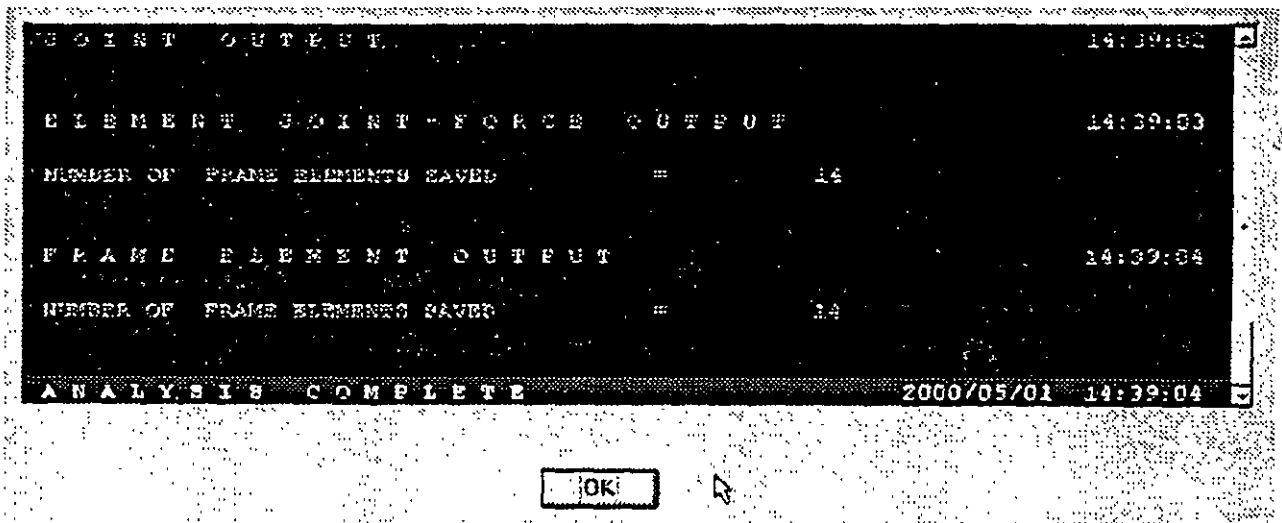 J O I N T   O U T P U T   14:39:02
E L E M E N T   J O I N T - F O R C E   O U T P U T   14:39:03
NUMBER OF FRAME ELEMENTS SAVED = 14
F R A M E   E L E M E N T   O U T P U T   14:39:04
NUMBER OF FRAME ELEMENTS SAVED = 14
A N A L Y S I S   C O M P L E T E   2000/05/01 14:39:04
OK